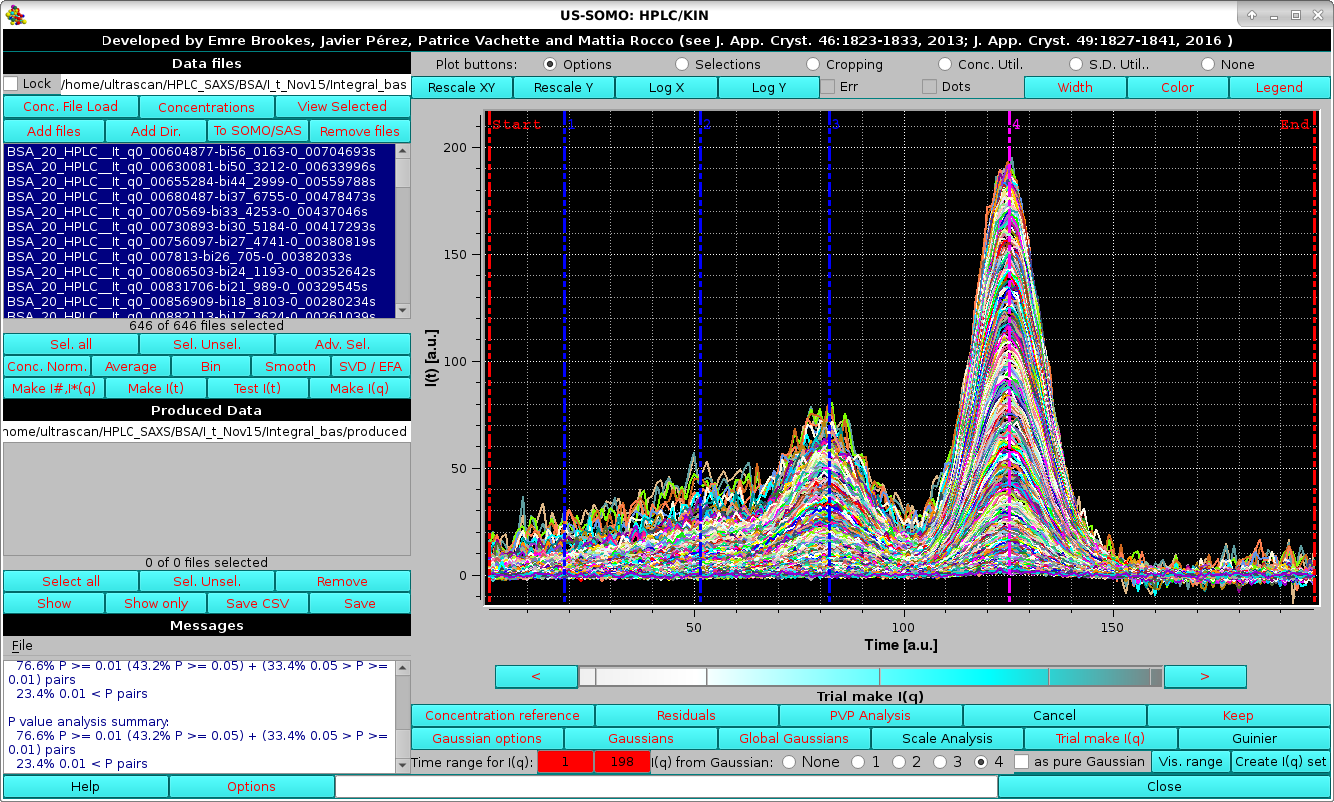 US-SOMO: HPLC/KIN
Developed by Emre Brookes, Javier Pérez, Patrice Vachette and Mattia Rocco (see J. App. Cryst. 46:1823-1833, 2013; J. App. Cryst. 49:1827-1841, 2016 )
Data files
Lock /home/ultrascan/HPLC_SAXS/BSA/I_t_Nov15/Integral_bas
Conc. File Load Concentrations View Selected
Add files Add Dir. To SOMO/SAS Remove files
BSA_20_HPLC__It_q0_00604877-bi56_0163-0_00704693s
BSA_20_HPLC__It_q0_00630081-bi50_3212-0_00633996s
BSA_20_HPLC__It_q0_00655284-bi44_2999-0_00559788s
BSA_20_HPLC__It_q0_00680487-bi37_6755-0_00478473s
BSA_20_HPLC__It_q0_0070569-bi33_4253-0_00437046s
BSA_20_HPLC__It_q0_00730893-bi30_5184-0_00417293s
BSA_20_HPLC__It_q0_00756097-bi27_4741-0_00380819s
BSA_20_HPLC__It_q0_007813-bi26_705-0_00382033s
BSA_20_HPLC__It_q0_00806503-bi24_1193-0_00352642s
BSA_20_HPLC__It_q0_00831706-bi21_989-0_00329545s
BSA_20_HPLC__It_q0_00856909-bi18_8103-0_00280234s
BSA_20_HPLC__It_q0_00882113-bi17_3624-0_00261039s
646 of 646 files selected
Sel. all Sel. Unsel. Adv. Sel.
Conc. Norm. Average Bin Smooth SVD / EFA
Make I#,I*(q) Make I(t) Test I(t) Make I(q)
Produced Data
home/ultrascan/HPLC_SAXS/BSA/I_t_Nov15/Integral_bas/produced
0 of 0 files selected
Select all Sel. Unsel. Remove
Show Show only Save CSV Save
Messages
File
76.6% P >= 0.01 (43.2% P >= 0.05) + (33.4% 0.05 > P >=
0.01) pairs
23.4% 0.01 < P pairs
P value analysis summary:
76.6% P >= 0.01 (43.2% P >= 0.05) + (33.4% 0.05 > P >=
0.01) pairs
23.4% 0.01 < P pairs
Help Options
Plot buttons: Options Selections Cropping Conc. Util. S.D. Util.. None
Rescale XY Rescale Y Log X Log Y Err Dots Width Color Legend
Start 1 2 3 4 End
200
150
100
50
0
I(t) [a.u.]
50 100 150
Time [a.u.]
< >
Trial make I(q)
Concentration reference Residuals PVP Analysis Cancel Keep
Gaussian options Gaussians Global Gaussians Scale Analysis Trial make I(q) Guinier
Time range for I(q): 1 198 I(q) from Gaussian: None 1 2 3 4 as pure Gaussian Vis. range Create I(q) set
Close